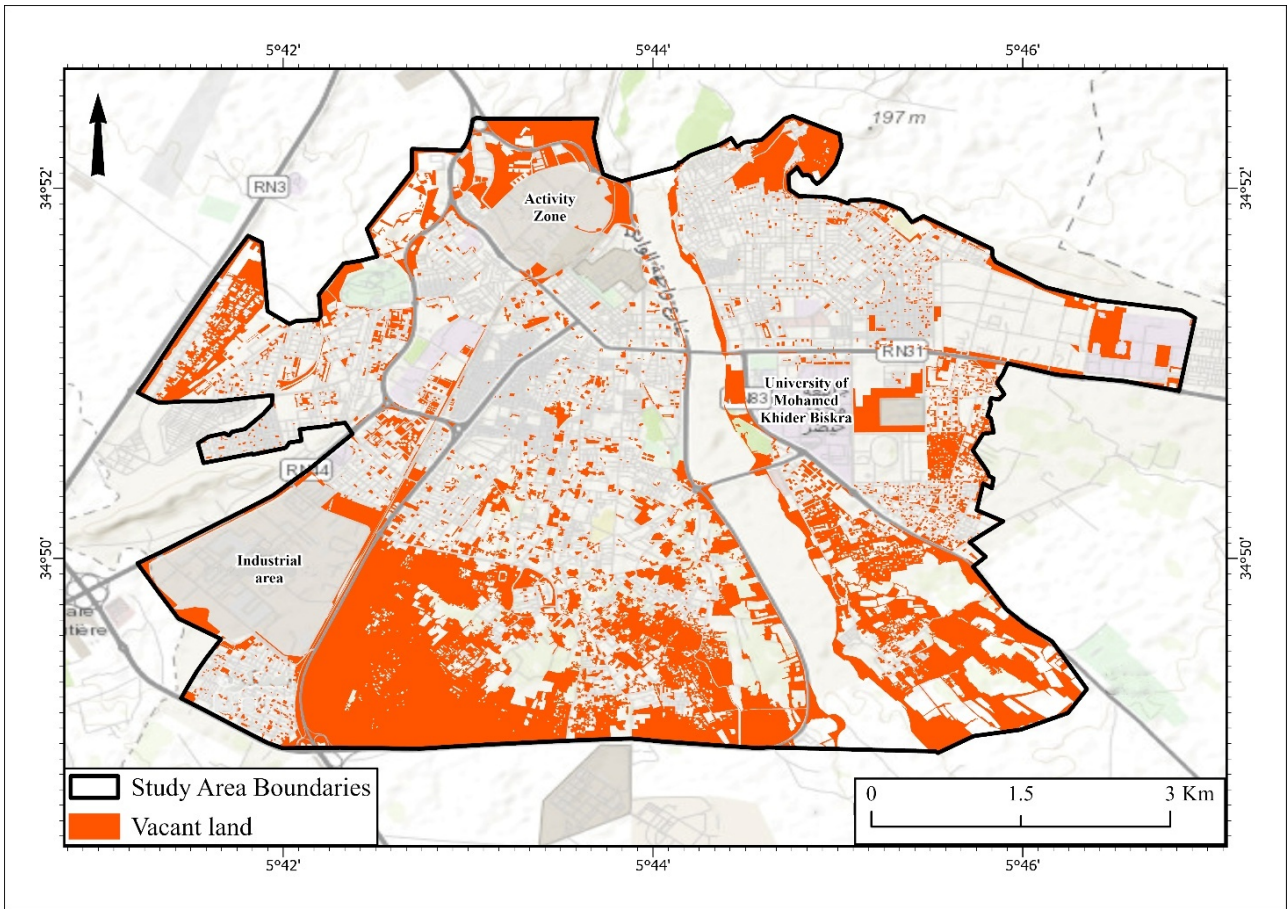 5°42'
5°44'
5°46'
197 m
34°52'
34°52'
RN3
Activity
Zone
RN31
University of
Mohamed
Khider Biskra
RN44
34°50'
34°50'
Industrial
area
Study Area Boundaries
Vacant land
0 1.5 3 Km
5°42'
5°44'
5°46'